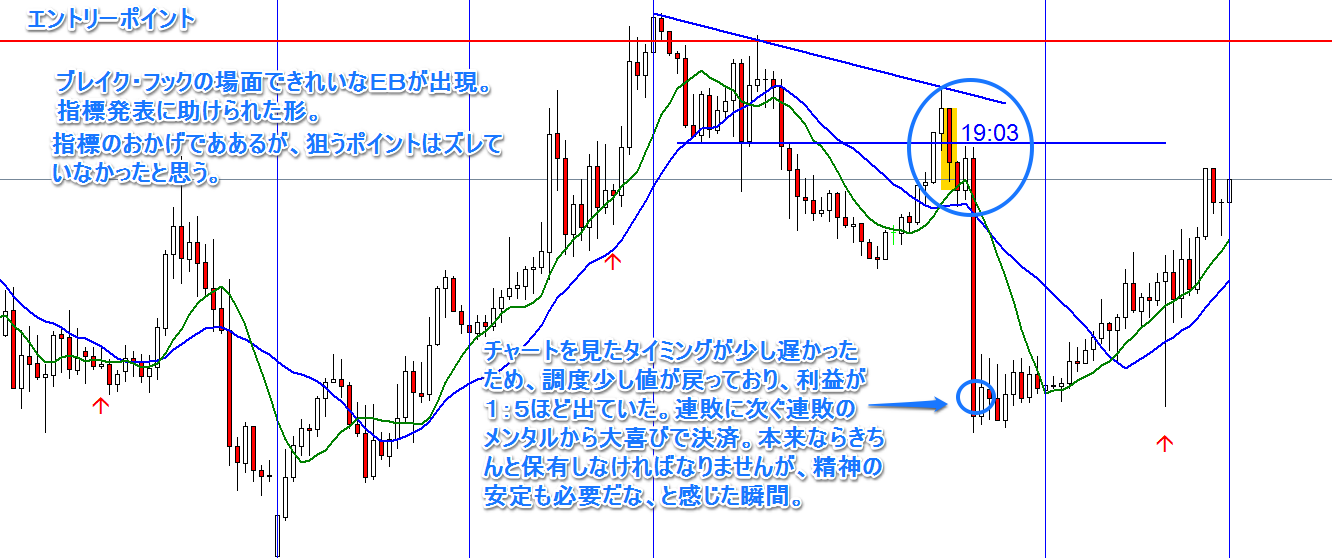 エントリーポイント
ブレイク・フックの場面できれいなＥＢが出現。
指標発表に助けられた形。
指標のおかげでああるが、狙うポイントはズレて
いなかったと思う。
19:03
チャートを見たタイミングが少し遅かった
ため、調度少し値が戻っており、利益が
１：５ほど出ていた。連敗に次ぐ連敗の
メンタルから大喜びで決済。本来ならきち
んと保有しなければなりませんが、精神の
安定も必要だな、と感じた瞬間。